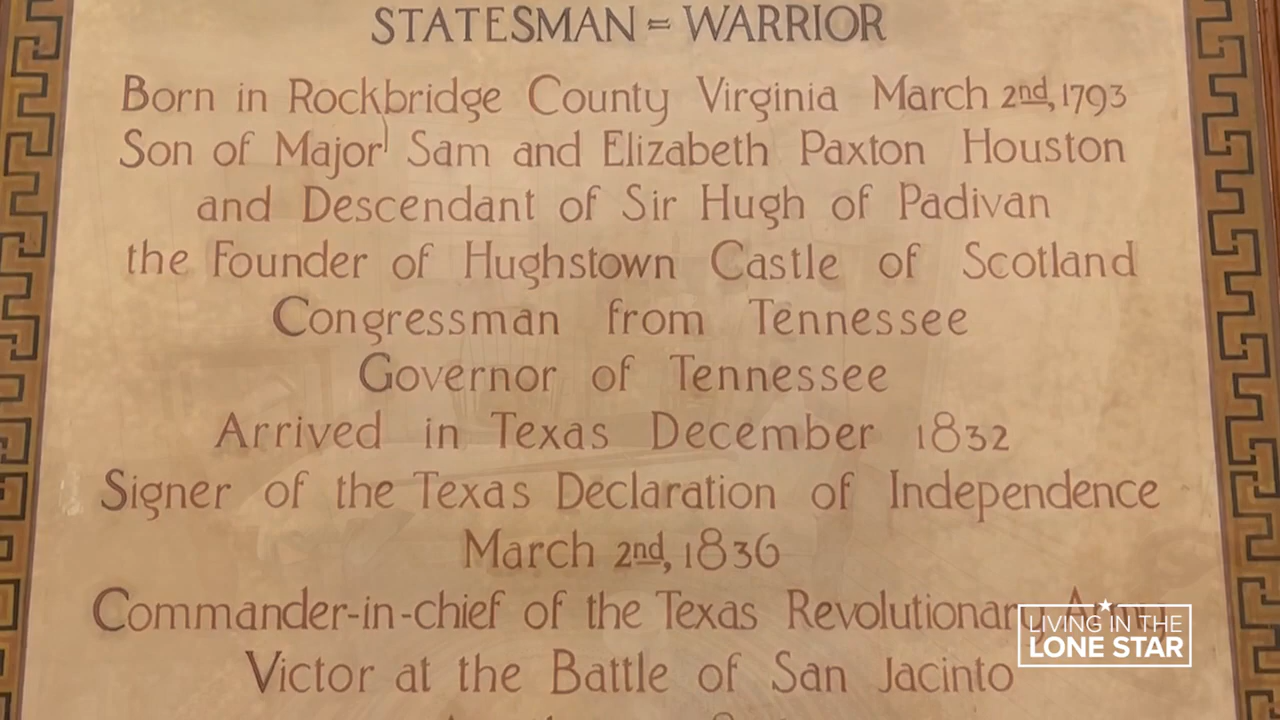 STATESMAN = WARRIOR
Born in Rockbridge County Virginia March 2nd, 1793
Son of Major Sam and Elizabeth Paxton Houston
and Descendant of Sir Hugh of Padivan
the Founder of Hughstown Castle of Scotland
Congressman from Tennessee
Governor of Tennessee
Arrived in Texas December 1832
Signer of the Texas Declaration of Independence
March 2nd, 1836
Commander-in-chief of the Texas Revolutionary Army
Victor at the Battle of San Jacinto
LIVING IN THE
LONE STAR